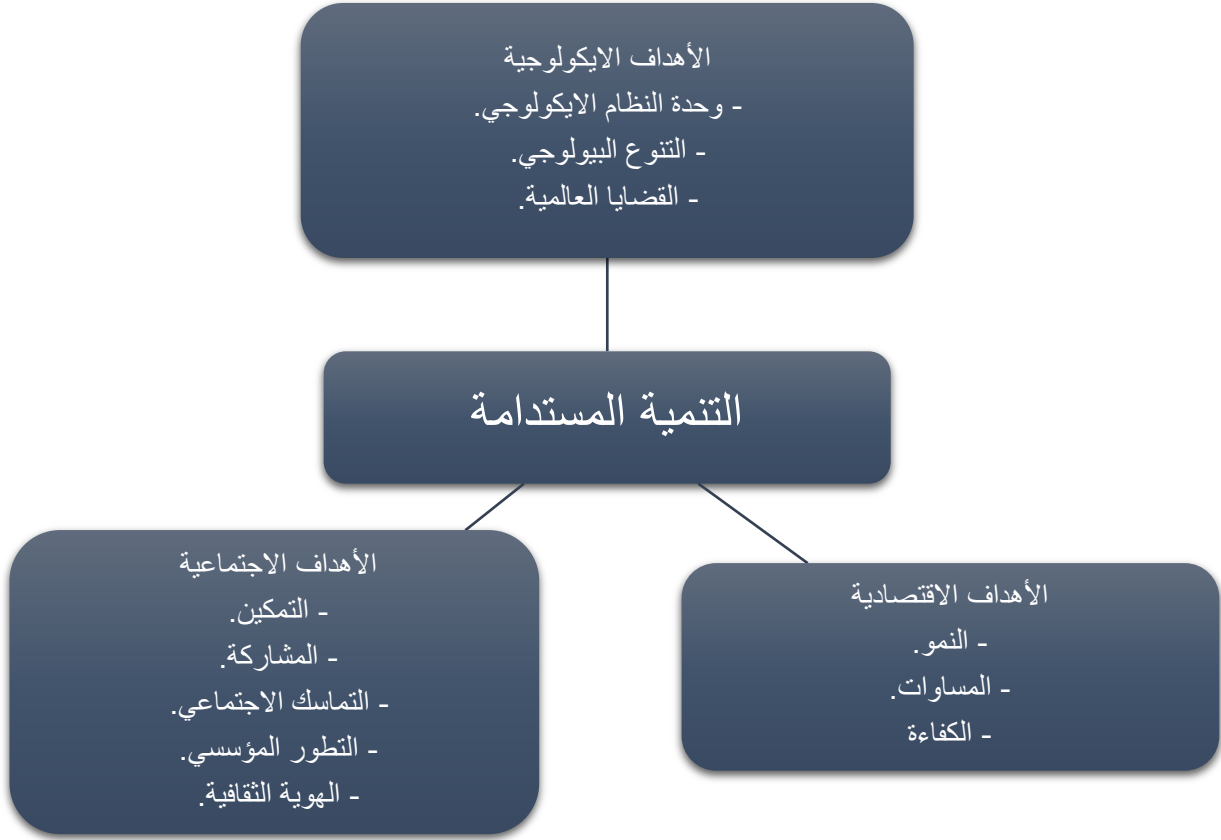 الأهداف الايكولوجية
- وحدة النظام الايكولوجي.
- التنوع البيولوجي.
- القضايا العالمية.
التنمية المستدامة
الأهداف الاقتصادية
- النمو.
- المساوات.
- الكفاءة
الأهداف الاجتماعية
- التمكين.
- المشاركة.
- التماسك الاجتماعي.
- التطور المؤسسي.
- الهوية الثقافية.